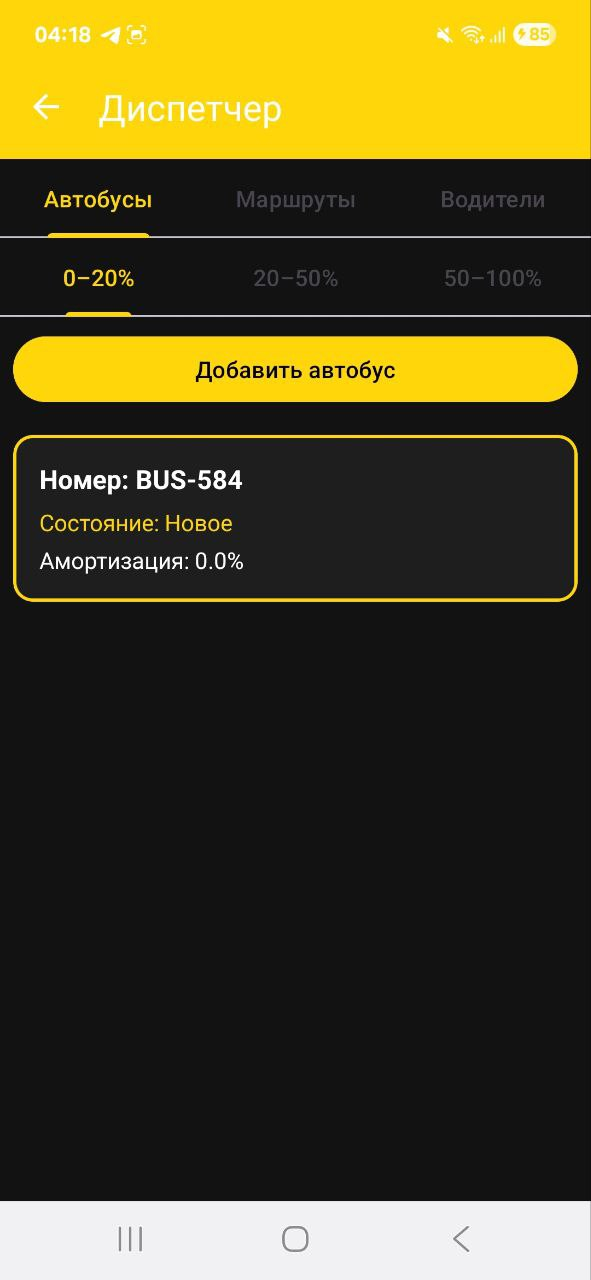 04:18 85
Диспетчер
Автобусы Маршруты Водители
0–20% 20–50% 50–100%
Добавить автобус
Номер: BUS-584
Состояние: Новое
Амортизация: 0.0%